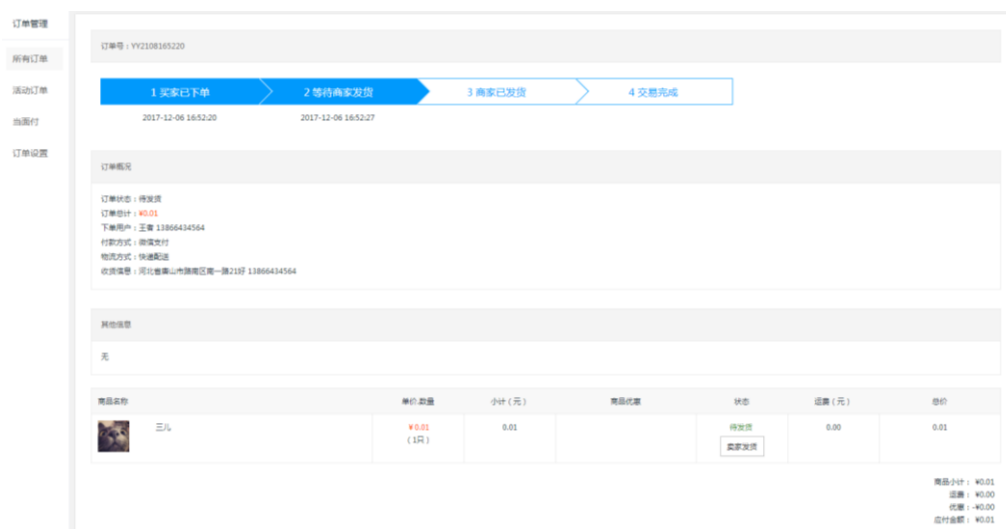 订单管理
所有订单
活动订单
当面付
订单设置
订单号：YY2108165220
1 买家已下单
2 等待商家发货
3 商家已发货
4 交易完成
2017-12-06 16:52:20
2017-12-06 16:52:27
订单概况
订单状态：待发货
订单总计：¥0.01
下单用户：王者 13866434564
付款方式：微信支付
物流方式：快递配送
收货信息：河北省唐山市路南区南一路21好 13866434564
其他信息
无
商品名称 单价.数量 小计（元） 商品优惠 状态 运费（元） 总价
三儿 ¥0.01 0.01 待发货 0.00 0.01
（1只） 卖家发货
商品小计： ¥0.01
运费： ¥0.00
优惠：-¥0.00
应付金额： ¥0.01